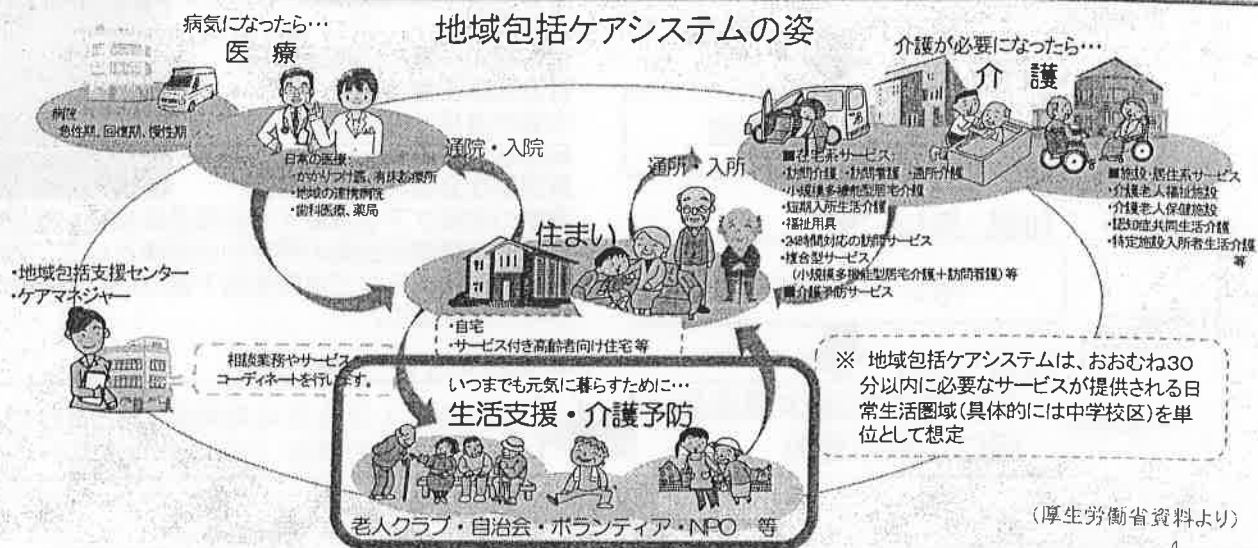 地域包括ケアシステムの姿
病気になったら…
医 療
病院
急性期、回復期、慢性期
日常の医療:
・かかりつけ医、有床診療所
・地域の連携病院
・歯科医療、薬局
通院・入院
通所・入所
介護が必要になったら…
介 護
■在宅系サービス:
・訪問介護・訪問看護・通所介護
・小規模多機能型居宅介護
・短期入所生活介護
・福祉用具
・24時間対応の訪問サービス
・複合型サービス
(小規模多機能型居宅介護+訪問看護)等
■介護予防サービス
■施設・居住系サービス
・介護老人福祉施設
・介護老人保健施設
・認知症共同生活介護
・特定施設入所者生活介護
等
住まい
・自宅
・サービス付き高齢者向け住宅等
・地域包括支援センター
・ケアマネジャー
相談業務やサービスの
コーディネートを行います。
いつまでも元気に暮らすために…
生活支援・介護予防
老人クラブ・自治会・ボランティア・NPO 等
※ 地域包括ケアシステムは、おおむね30
分以内に必要なサービスが提供される日
常生活圏域(具体的には中学校区)を単
位として想定
(厚生労働省資料より)